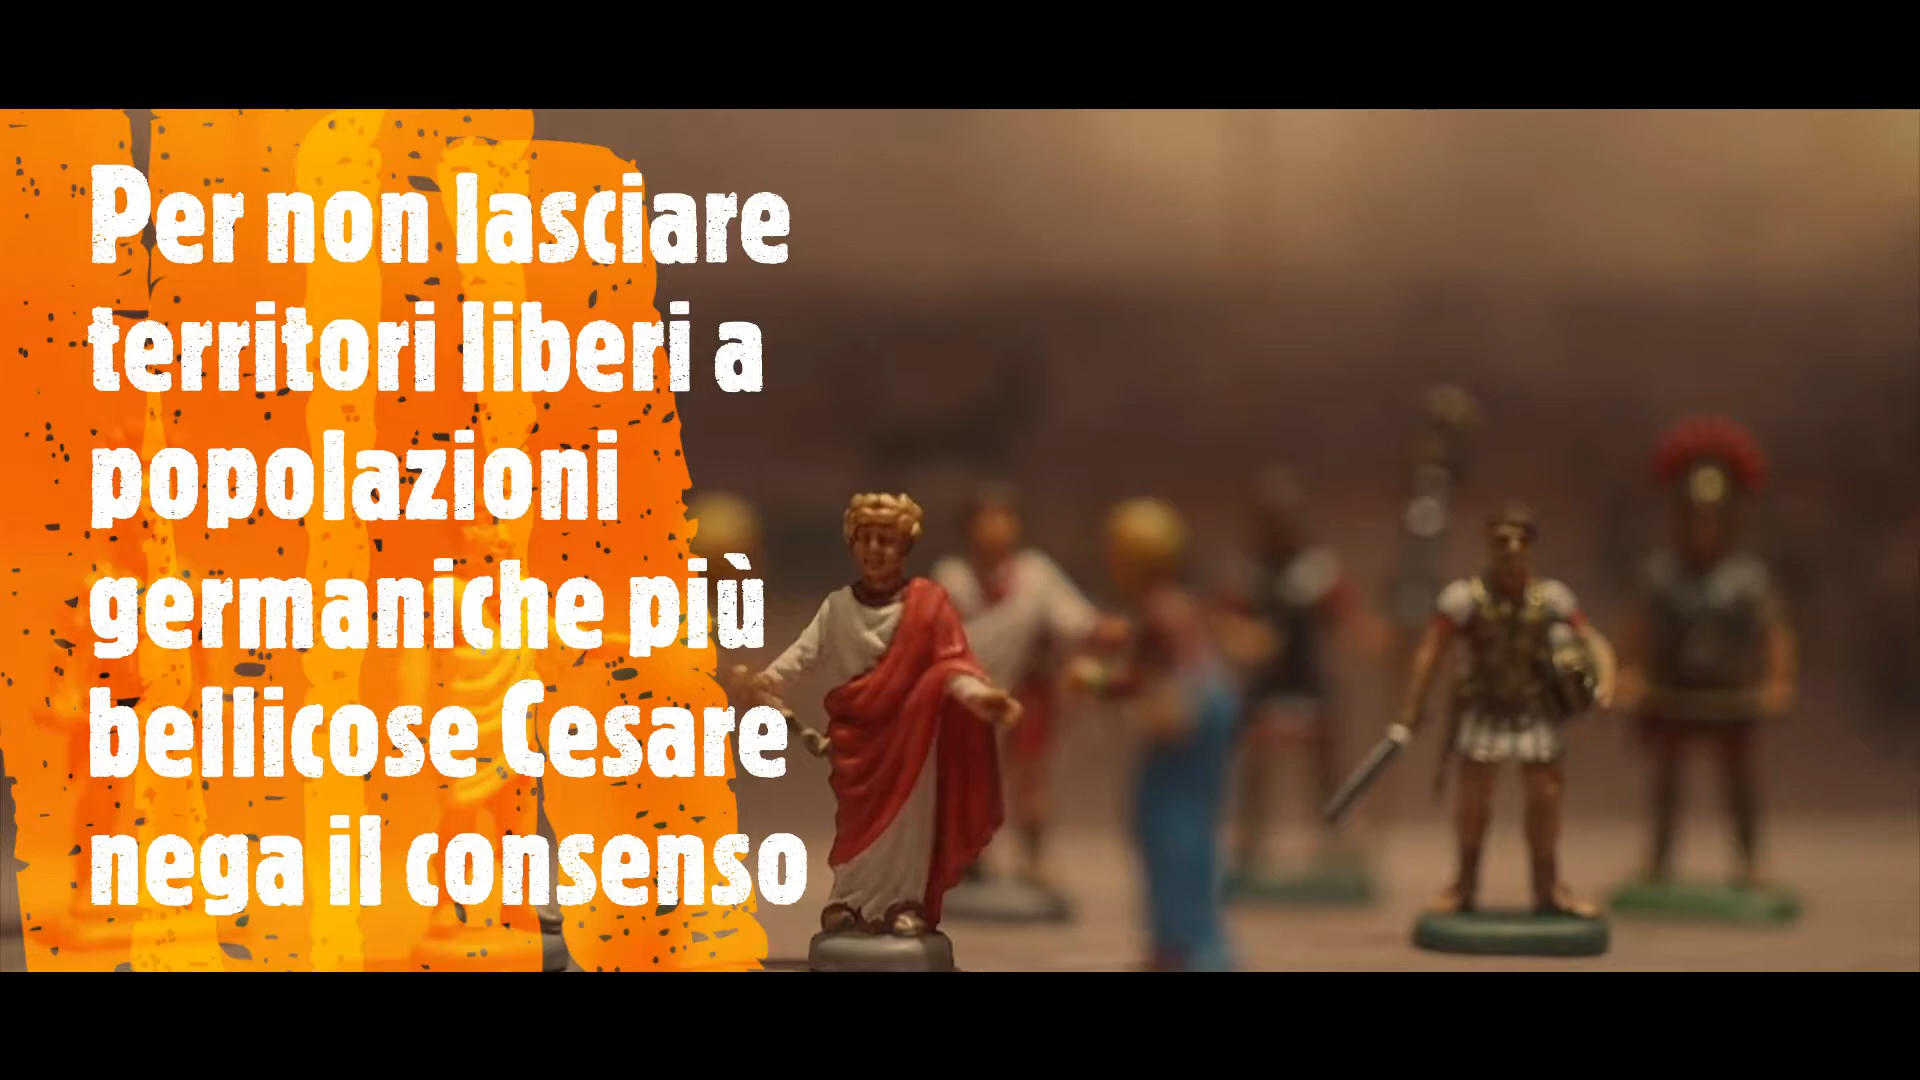 Per non lasciare
territori liberi a
popolazioni
germaniche più
bellicose Cesare
nega il consenso